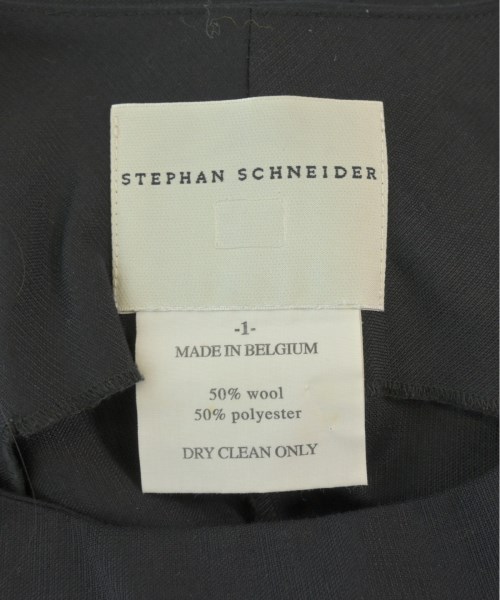 STEPHAN SCHNEIDER
-1-
MADE IN BELGIUM
50% wool
50% polyester
DRY CLEAN ONLY